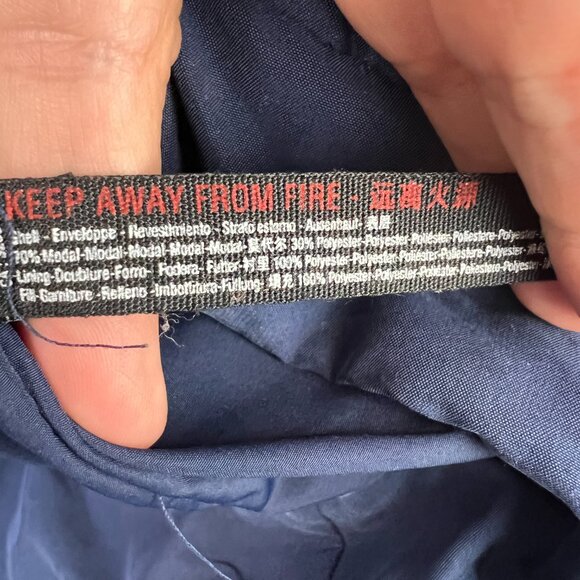 KEEP AWAY FROM FIRE - 远离火源
Shell - Enveloppe - Revestimiento - Strato esterno - Aussenhaut - 表层
70% Modal-Modal-Modal-Modal-Modal-莫代尔 30% Polyester-Polyester-Poliéster-Poliestere-Polyester-
Lining-Doublure-Forro- Fodera-Futter-衬里 100% Polyester-Polyester-Poliéster-Poliestere-Polyester-
Fill-Garniture-Relleno-Imbottitura-Füllung-填充 100% Polyester-Polyester-Poliéster-Poliestere-Polyester-